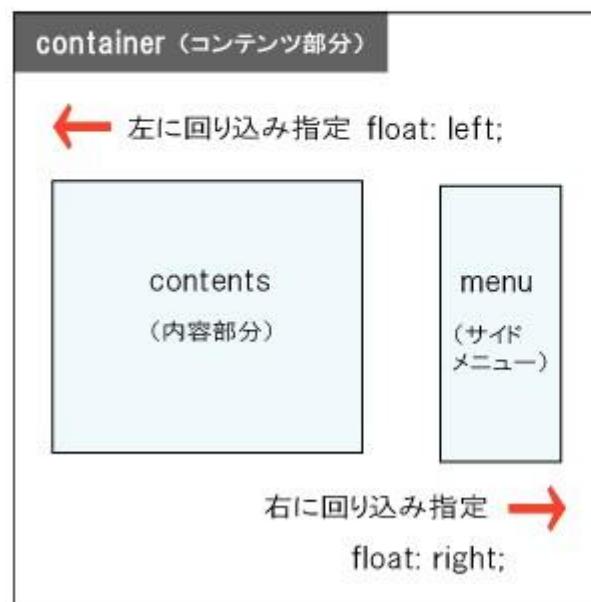 container（コンテンツ部分）
左に回り込み指定 float: left;
contents
（内容部分）
menu
（サイド
メニュー）
右に回り込み指定
float: right;